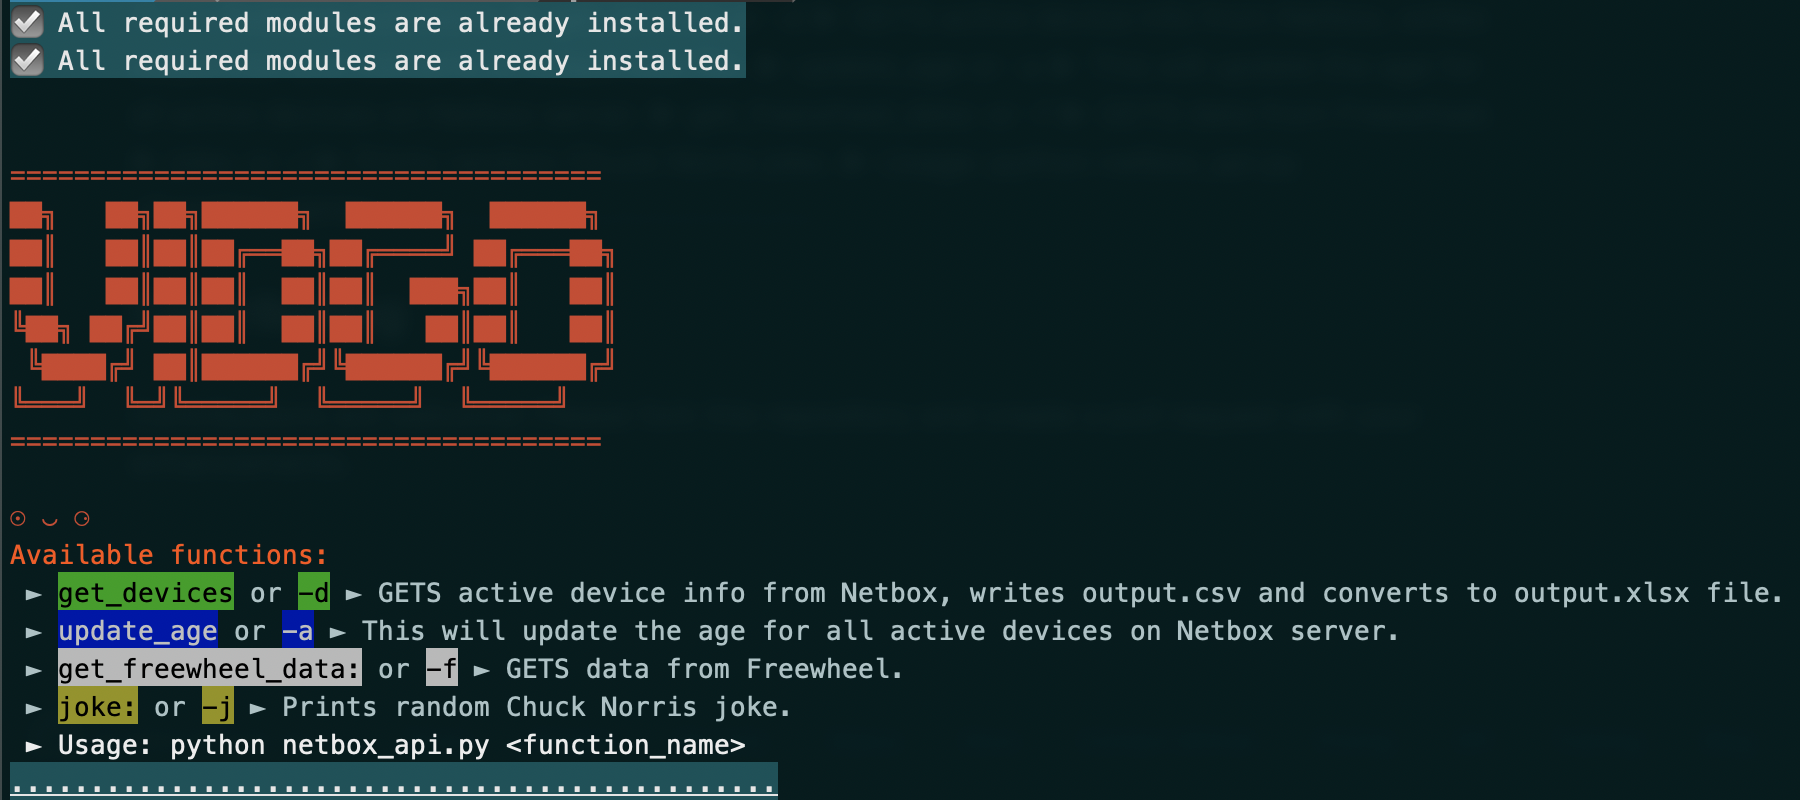 All required modules are already installed.
All required modules are already installed.
=====================================
VIDGO
=====================================
Available functions:
► get_devices or -d ► GETS active device info from Netbox, writes output.csv and converts to output.xlsx file.
► update_age or -a ► This will update the age for all active devices on Netbox server.
► get_freewheel_data: or -f ► GETS data from Freewheel.
► joke: or -j ► Prints random Chuck Norris joke.
► Usage: python netbox_api.py <function_name>
................................................